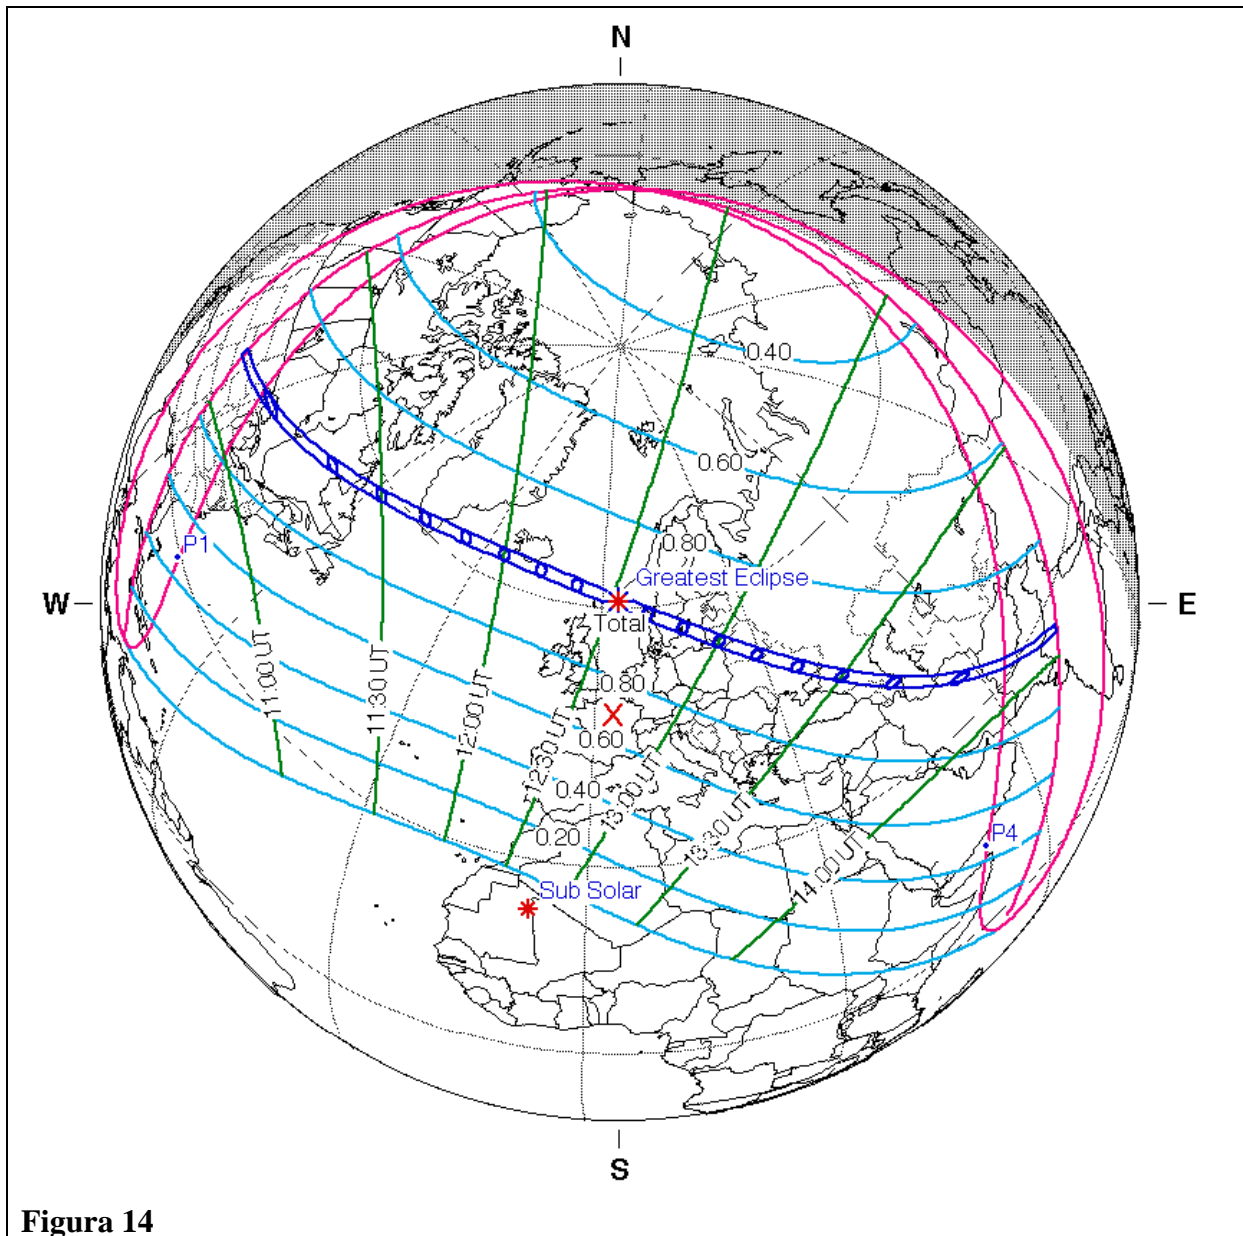 N
0.40
0.60
P1
0.80
Greatest Eclipse
W
E
Total
0.80
11:00 UT
11:30 UT
12:00 UT
0.60
12:30 UT
13:00 UT
0.40
13:30 UT
P4
0.20
14:00 UT
Sub Solar
S
Figura 14